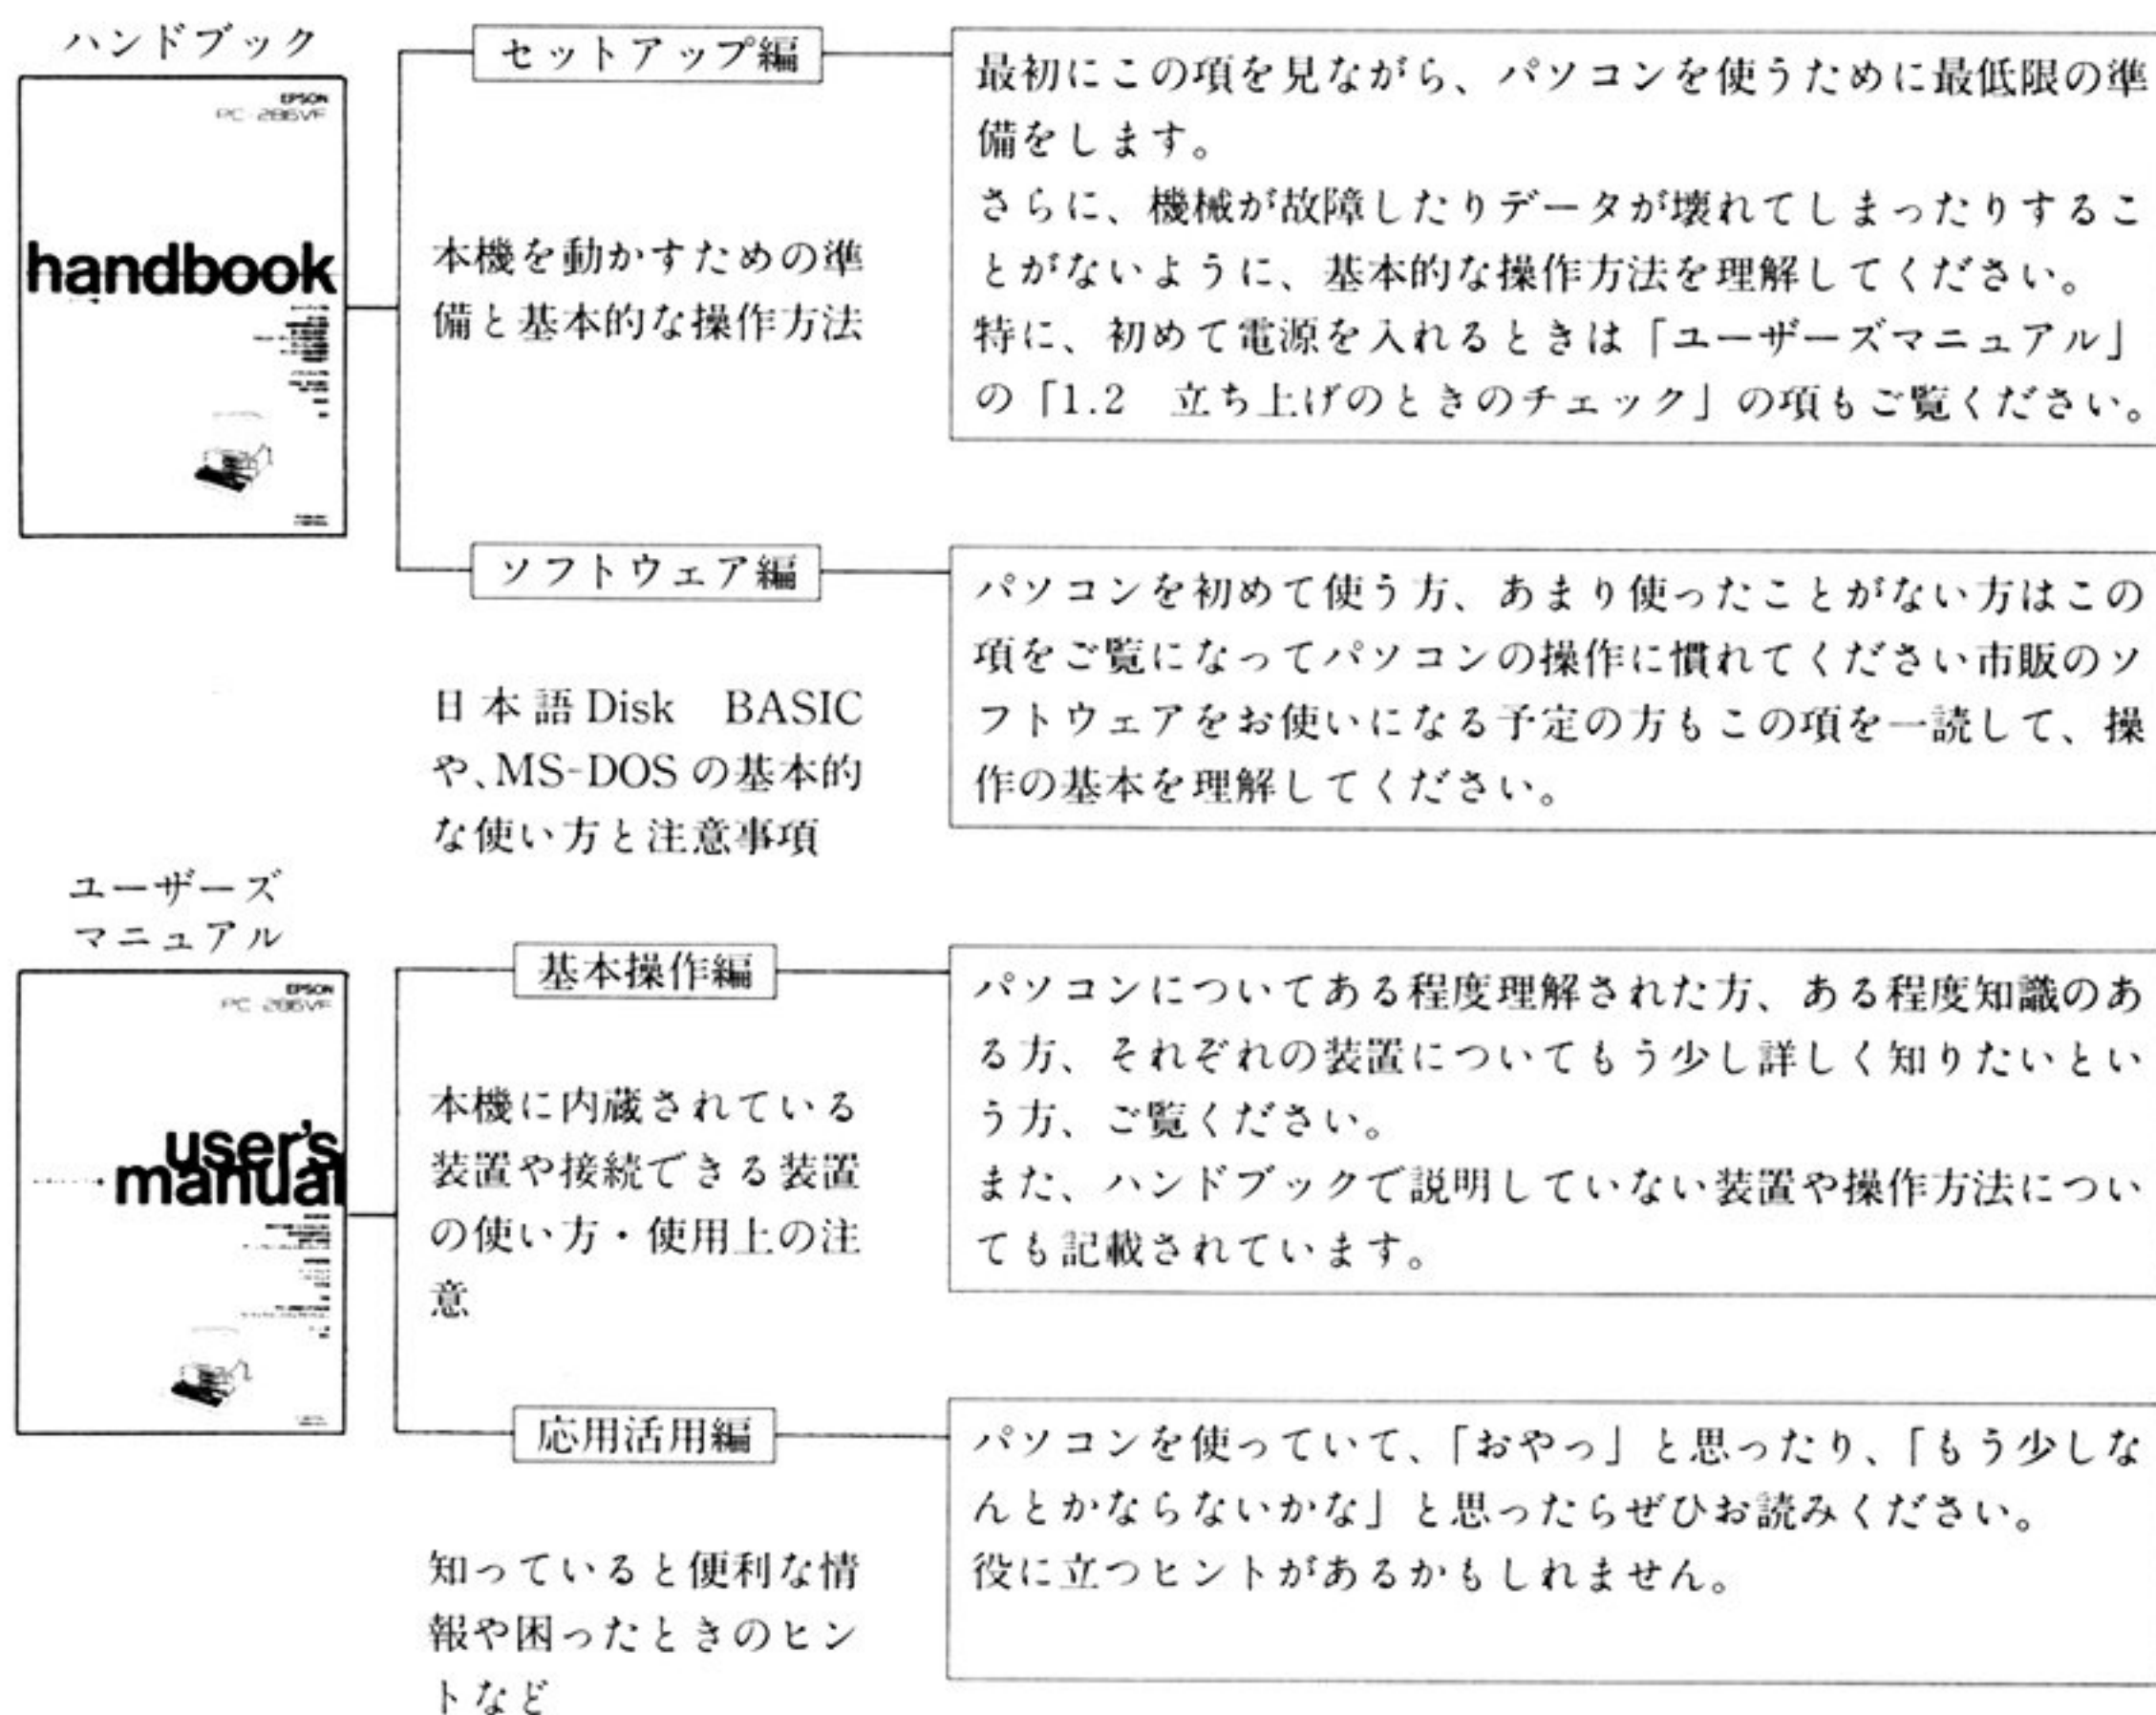 ハンドブック
EPSON
PC-286VF
handbook
セットアップ編
本機を動かすための準
備と基本的な操作方法
最初にこの項を見ながら、パソコンを使うために最低限の準
備をします。
さらに、機械が故障したりデータが壊れてしまったりするこ
とがないように、基本的な操作方法を理解してください。
特に、初めて電源を入れるときは「ユーザーズマニュアル」
の「1.2　立ち上げのときのチェック」の項もご覧ください。
ソフトウェア編
日本語Disk　BASIC
や、MS-DOSの基本的
な使い方と注意事項
パソコンを初めて使う方、あまり使ったことがない方はこの
項をご覧になってパソコンの操作に慣れてください市販のソ
フトウェアをお使いになる予定の方もこの項を一読して、操
作の基本を理解してください。
ユーザーズ
マニュアル
EPSON
PC-286VF
user's
manual
基本操作編
本機に内蔵されている
装置や接続できる装置
の使い方・使用上の注
意
パソコンについてある程度理解された方、ある程度知識のあ
る方、それぞれの装置についてもう少し詳しく知りたいとい
う方、ご覧ください。
また、ハンドブックで説明していない装置や操作方法につい
ても記載されています。
応用活用編
知っていると便利な情
報や困ったときのヒン
トなど
パソコンを使っていて、「おやっ」と思ったり、「もう少しな
んとかならないかな」と思ったらぜひお読みください。
役に立つヒントがあるかもしれません。